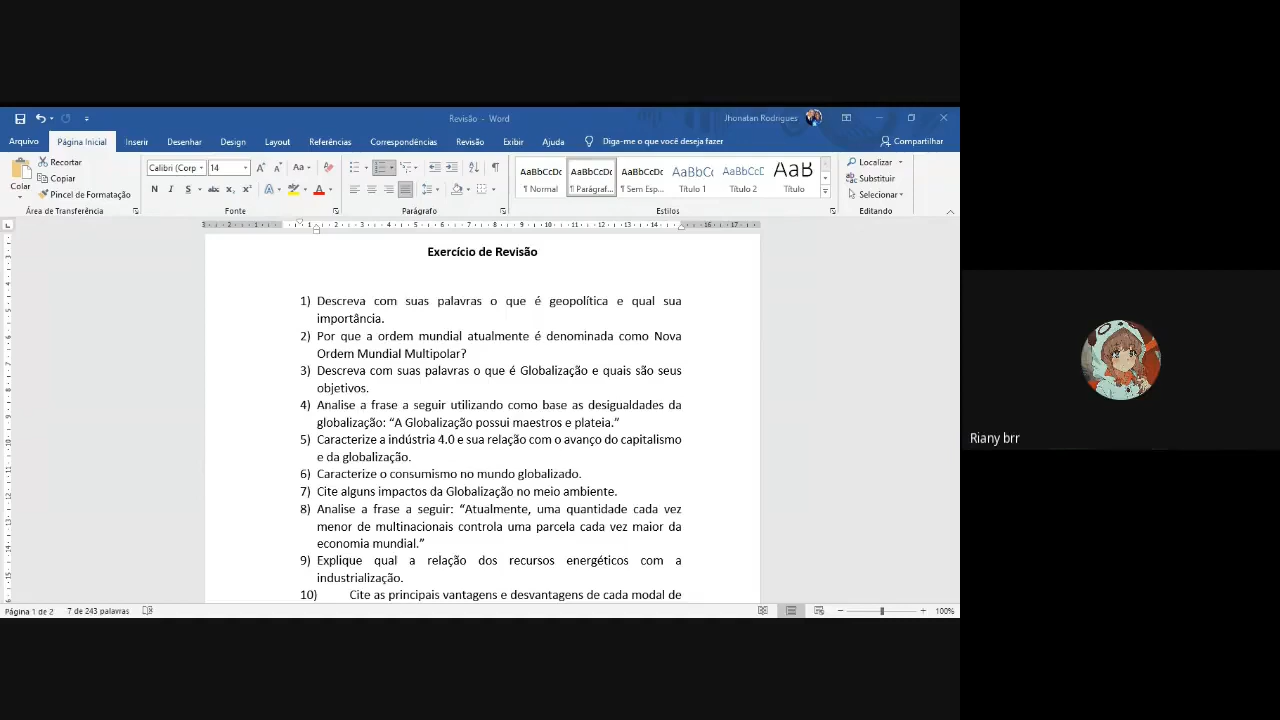 Revisão - Word
Jhonatan Rodrigues
Arquivo Página Inicial Inserir Desenhar Design Layout Referências Correspondências Revisão Exibir Ajuda Diga-me o que você deseja fazer Compartilhar
Colar
Recortar
Copiar
Pincel de Formatação
Área de Transferência
Calibri (Corp 14
N I S abc x₂ x²
Fonte
Parágrafo
AaBbCcDc AaBbCcDc AaBbCcDc AaBbCc AaBbCcD AaB
¶ Normal ¶ Parágraf... ¶ Sem Esp... Título 1 Título 2 Título
Estilos
Localizar
Substituir
Selecionar
Editando
Exercício de Revisão
1) Descreva com suas palavras o que é geopolítica e qual sua
importância.
2) Por que a ordem mundial atualmente é denominada como Nova
Ordem Mundial Multipolar?
3) Descreva com suas palavras o que é Globalização e quais são seus
objetivos.
4) Analise a frase a seguir utilizando como base as desigualdades da
globalização: “A Globalização possui maestros e plateia.”
5) Caracterize a indústria 4.0 e sua relação com o avanço do capitalismo
e da globalização.
6) Caracterize o consumismo no mundo globalizado.
7) Cite alguns impactos da Globalização no meio ambiente.
8) Analise a frase a seguir: “Atualmente, uma quantidade cada vez
menor de multinacionais controla uma parcela cada vez maior da
economia mundial.”
9) Explique qual a relação dos recursos energéticos com a
industrialização.
10) Cite as principais vantagens e desvantagens de cada modal de
Página 1 de 2 7 de 243 palavras
100%
Riany brr